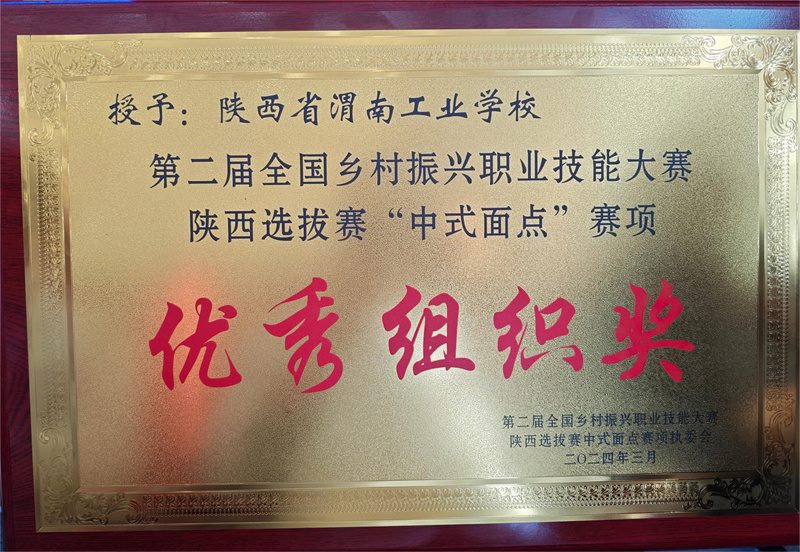 授予：陕西省渭南工业学校
第二届全国乡村振兴职业技能大赛
陕西选拔赛“中式面点”赛项
优秀组织奖
第二届全国乡村振兴职业技能大赛
陕西选拔赛中式面点赛项执委会
二〇二四年三月